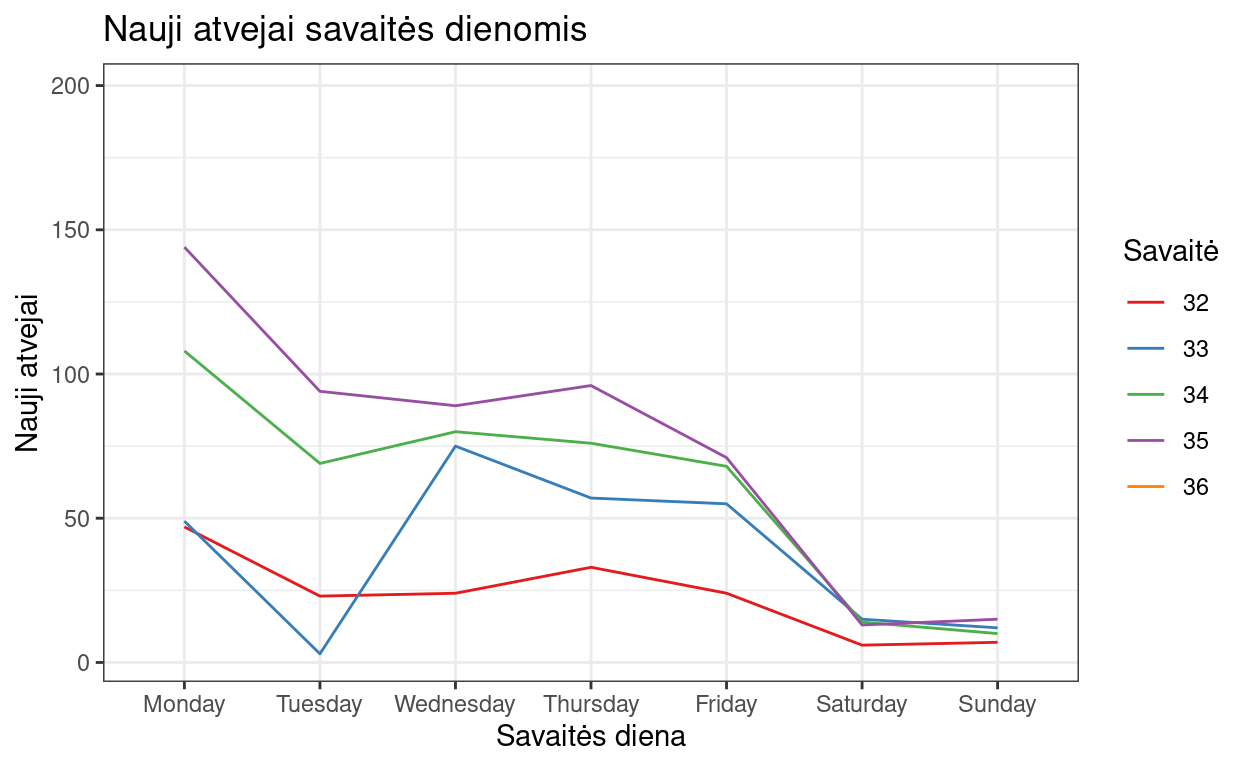 Nauji atvejai savaitės dienomis
200
150
100
50
0
Nauji atvejai
Monday Tuesday Wednesday Thursday Friday Saturday Sunday
Savaitės diena
Savaitė
32
33
34
35
36